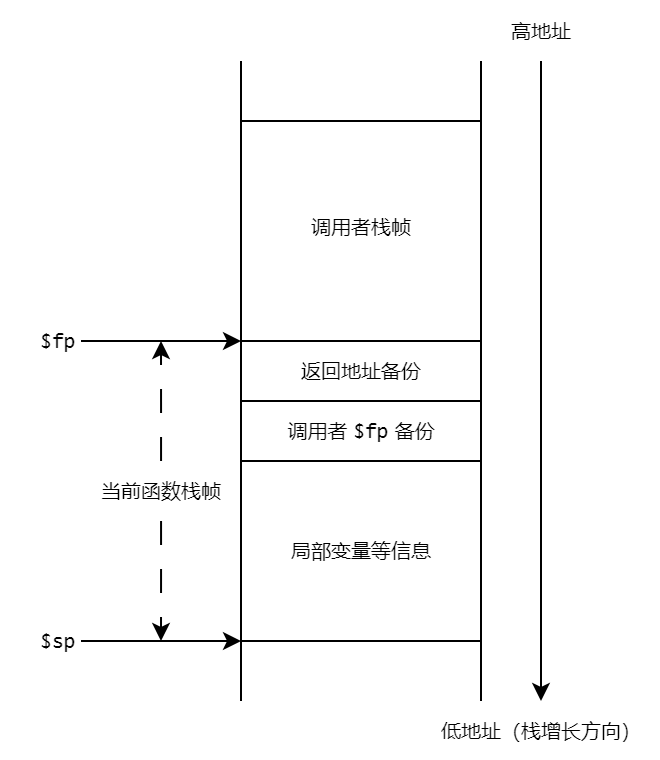 高地址
调用者栈帧
$fp
返回地址备份
调用者 $fp 备份
当前函数栈帧
局部变量等信息
$sp
低地址（栈增长方向）